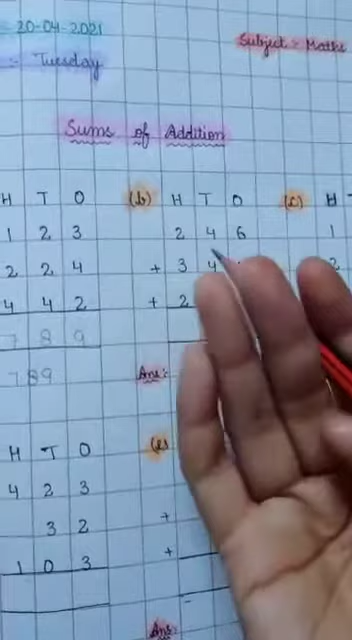 20-04-2021
Subject :- Maths
:- Tuesday
Sums of Addition
H T O (b) H T O (c) H
1 2 3 2 4 6 1
2 2 4 + 3 4 2
4 4 2 + 2
7 8 9
789 Ans:
H T O (e)
4 2 3
3 2 +
1 0 3 +
Ans: